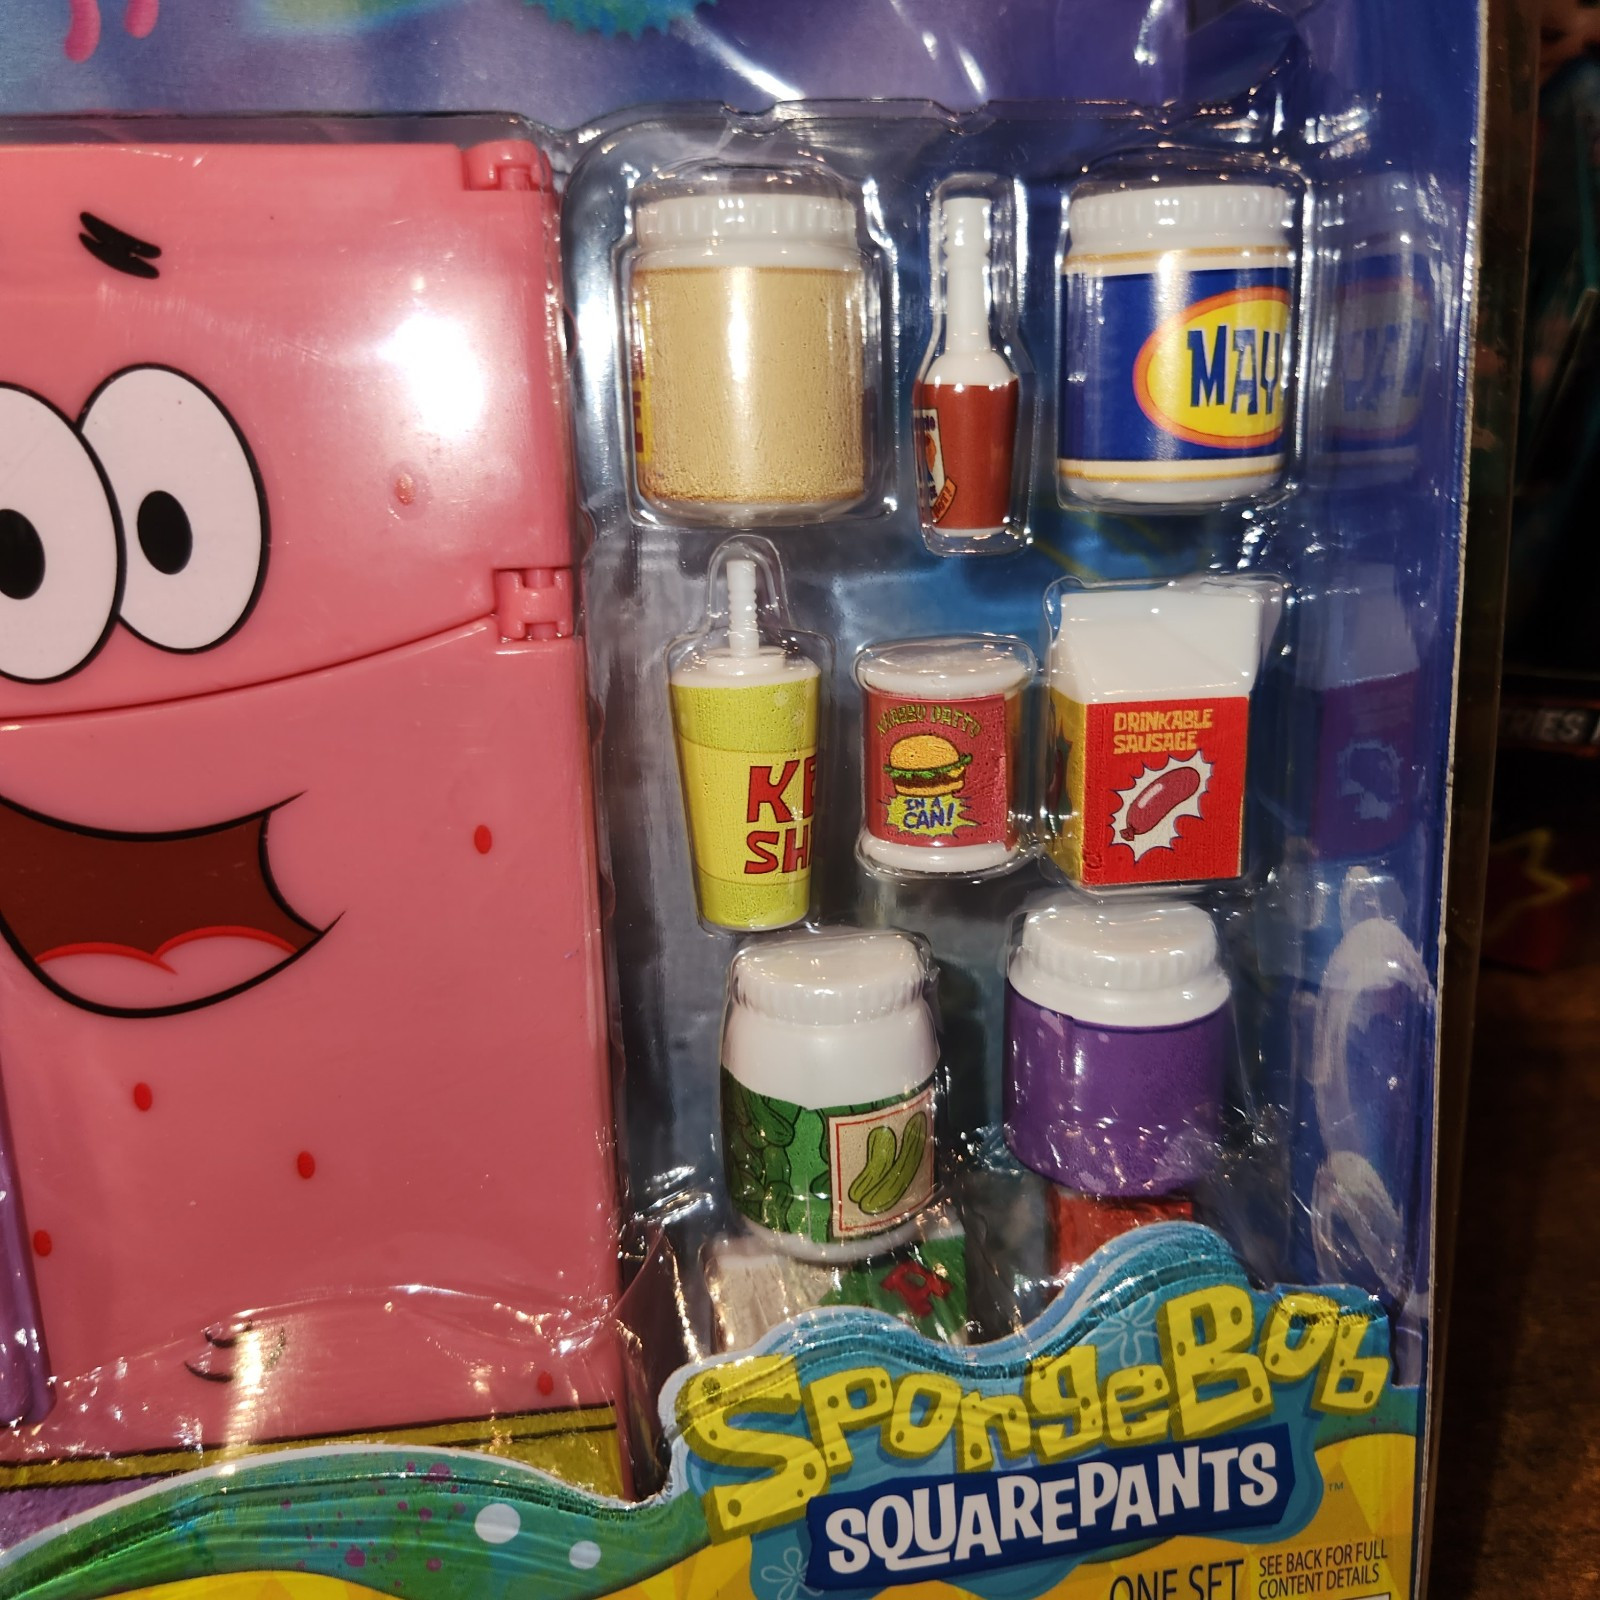 MAY
KE
SH
KRABBY PATTY
IN A
CAN!
DRINKABLE
SAUSAGE
SPONGEBOB
SQUAREPANTS
™
ONE SET
SEE BACK FOR FULL
CONTENT DETAILS